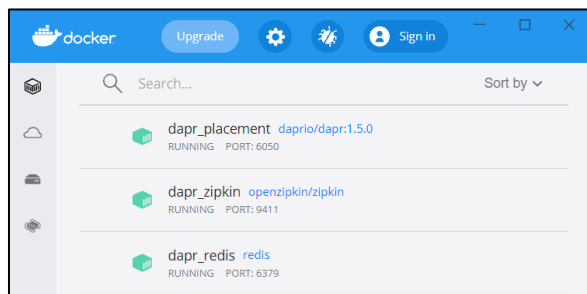 docker Upgrade Sign in
Search... Sort by
dapr_placement daprio/dapr:1.5.0
RUNNING PORT: 6050
dapr_zipkin openzipkin/zipkin
RUNNING PORT: 9411
dapr_redis redis
RUNNING PORT: 6379